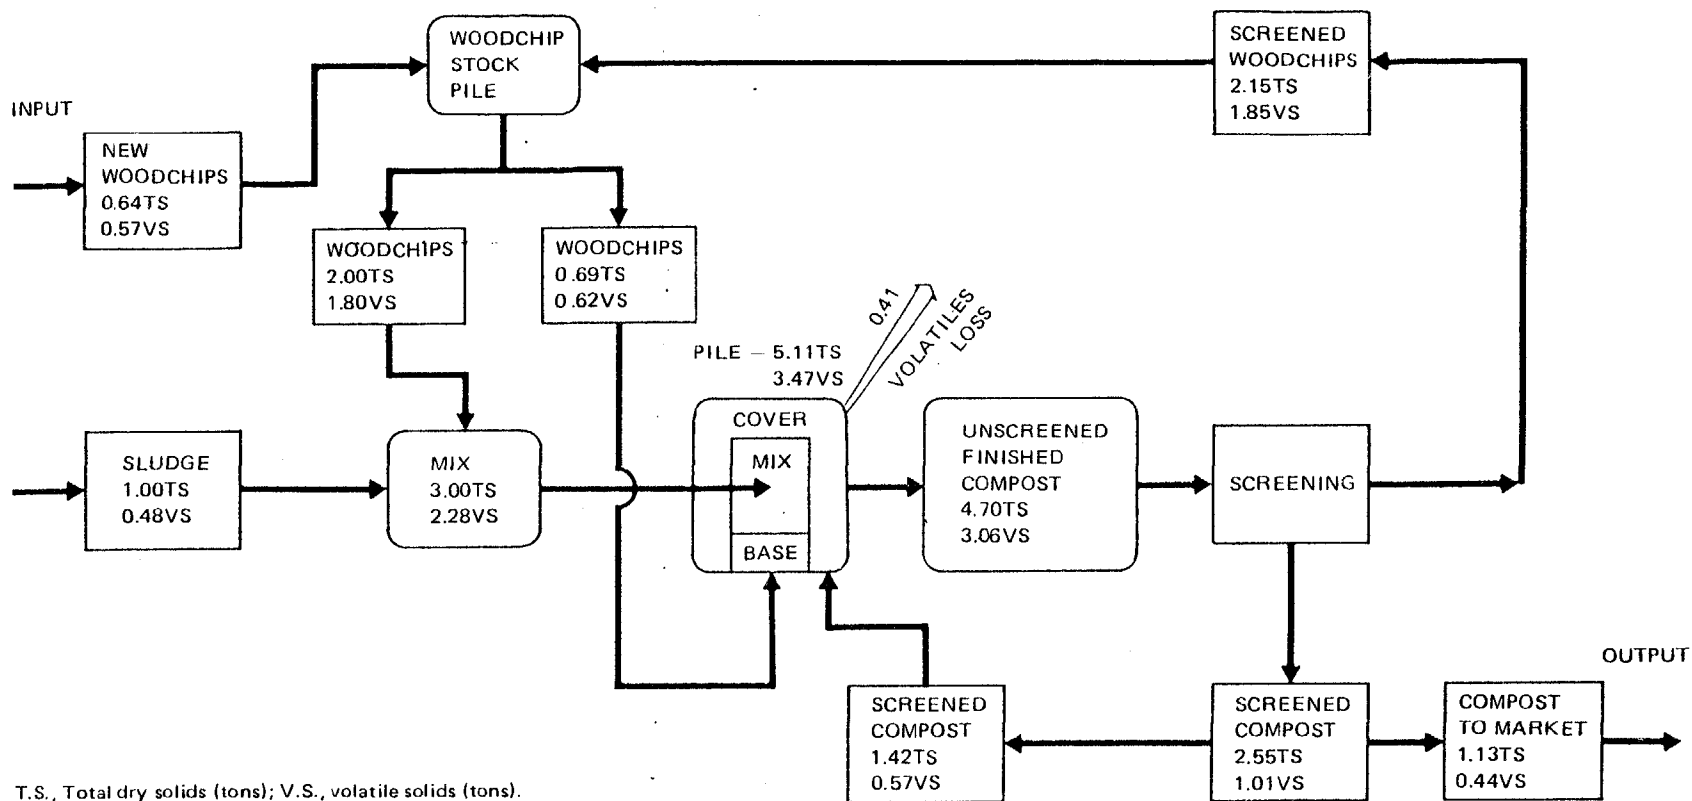 WOODCHIP
STOCK
PILE
SCREENED
WOODCHIPS
2.15TS
1.85VS
INPUT
NEW
WOODCHIPS
0.64TS
0.57VS
WOODCHIPS
2.00TS
1.80VS
WOODCHIPS
0.69TS
0.62VS
0.41
VOLATILES
LOSS
PILE — 5.11TS
3.47VS
SLUDGE
1.00TS
0.48VS
MIX
3.00TS
2.28VS
COVER
MIX
BASE
UNSCREENED
FINISHED
COMPOST
4.70TS
3.06VS
SCREENING
SCREENED
COMPOST
1.42TS
0.57VS
SCREENED
COMPOST
2.55TS
1.01VS
OUTPUT
COMPOST
TO MARKET
1.13TS
0.44VS
T.S., Total dry solids (tons); V.S., volatile solids (tons).